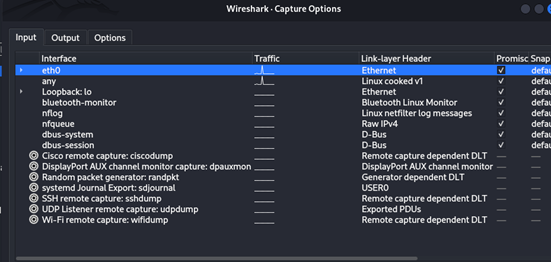 Wireshark · Capture Options
Input Output Options
Interface Traffic Link-layer Header Promisc Snap
eth0 Ethernet defau
any Linux cooked v1 defau
Loopback: lo Ethernet defau
bluetooth-monitor Bluetooth Linux Monitor defau
nflog Linux netfilter log messages defau
nfqueue Raw IPv4 defau
dbus-system D-Bus defau
dbus-session D-Bus defau
Cisco remote capture: ciscodump Remote capture dependent DLT
DisplayPort AUX channel monitor capture: dpauxmon DisplayPort AUX channel monitor
Random packet generator: randpkt Generator dependent DLT
systemd Journal Export: sdjournal USER0
SSH remote capture: sshdump Remote capture dependent DLT
UDP Listener remote capture: udpdump Exported PDUs
Wi-Fi remote capture: wifidump Remote capture dependent DLT